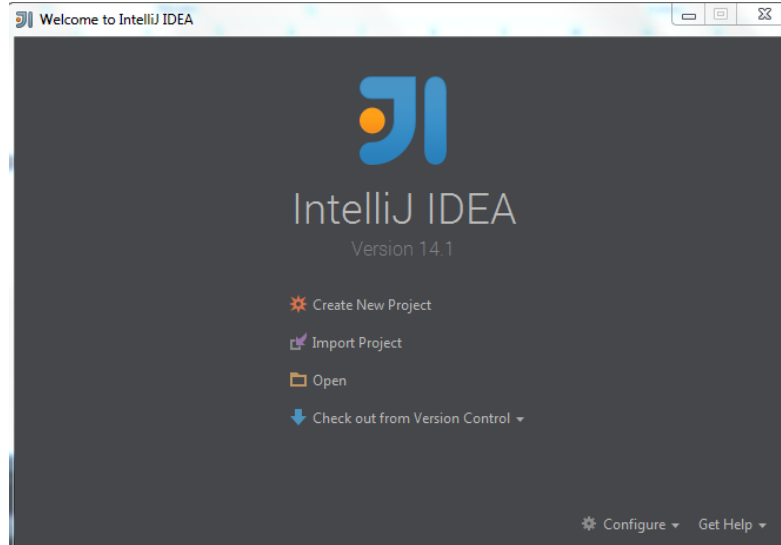 Welcome to IntelliJ IDEA
IntelliJ IDEA
Version 14.1
Create New Project
Import Project
Open
Check out from Version Control
Configure Get Help